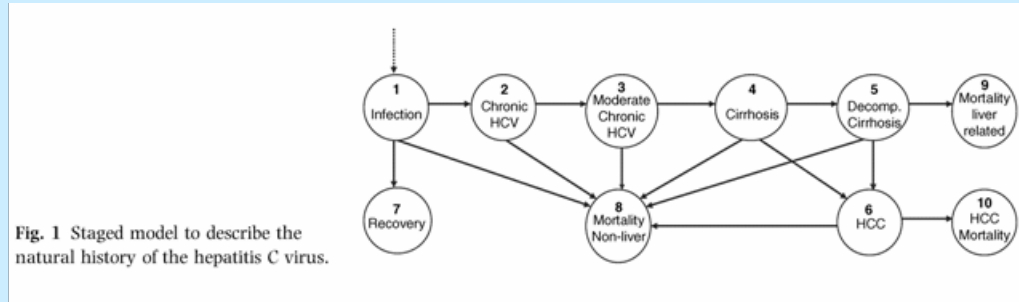 1
Infection
2
Chronic
HCV
3
Moderate
Chronic
HCV
4
Cirrhosis
5
Decomp.
Cirrhosis
9
Mortality
liver
related
7
Recovery
8
Mortality
Non-liver
6
HCC
10
HCC
Mortality
Fig. 1 Staged model to describe the
natural history of the hepatitis C virus.